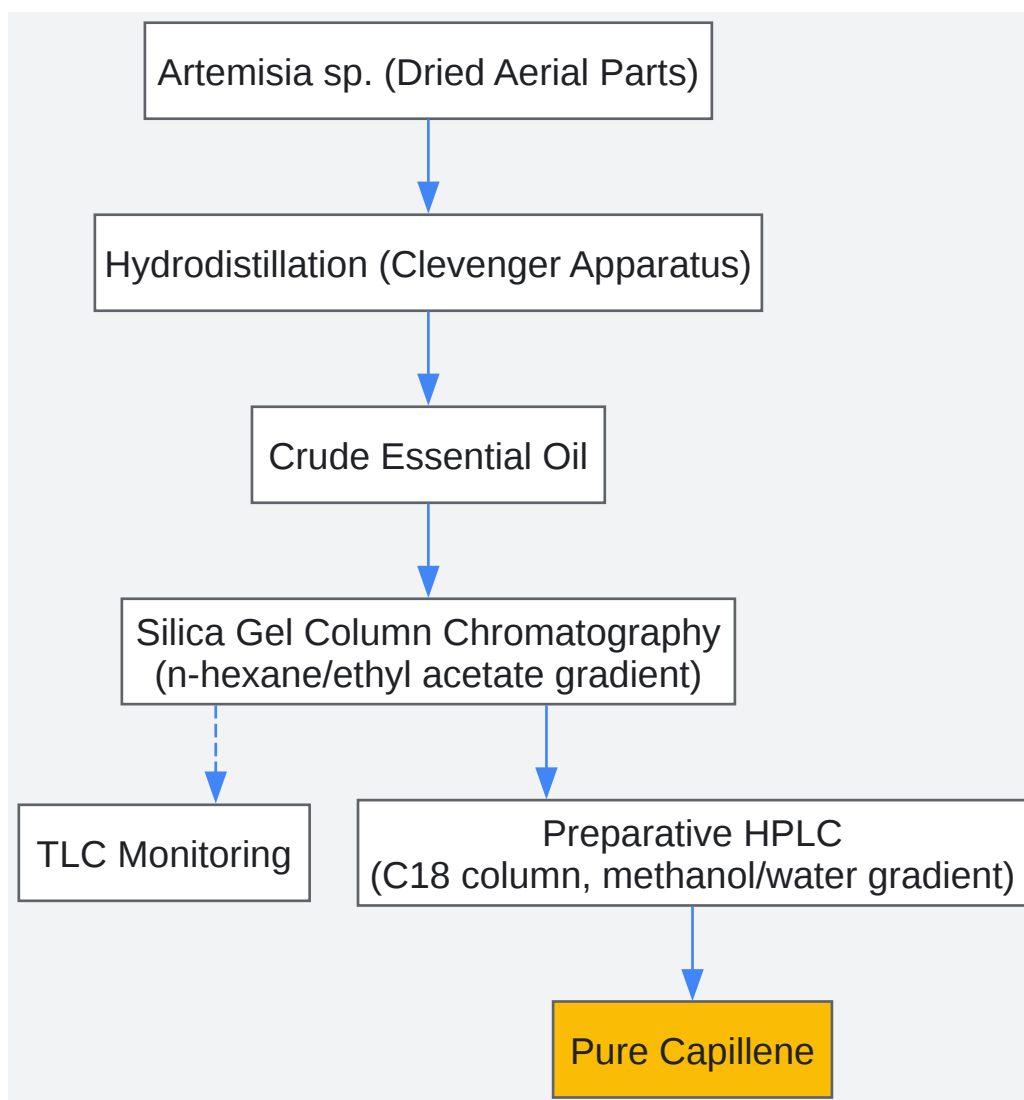 Artemisia sp. (Dried Aerial Parts)
Hydrodistillation (Clevenger Apparatus)
Crude Essential Oil
Silica Gel Column Chromatography
(n-hexane/ethyl acetate gradient)
TLC Monitoring
Preparative HPLC
(C18 column, methanol/water gradient)
Pure Capillene